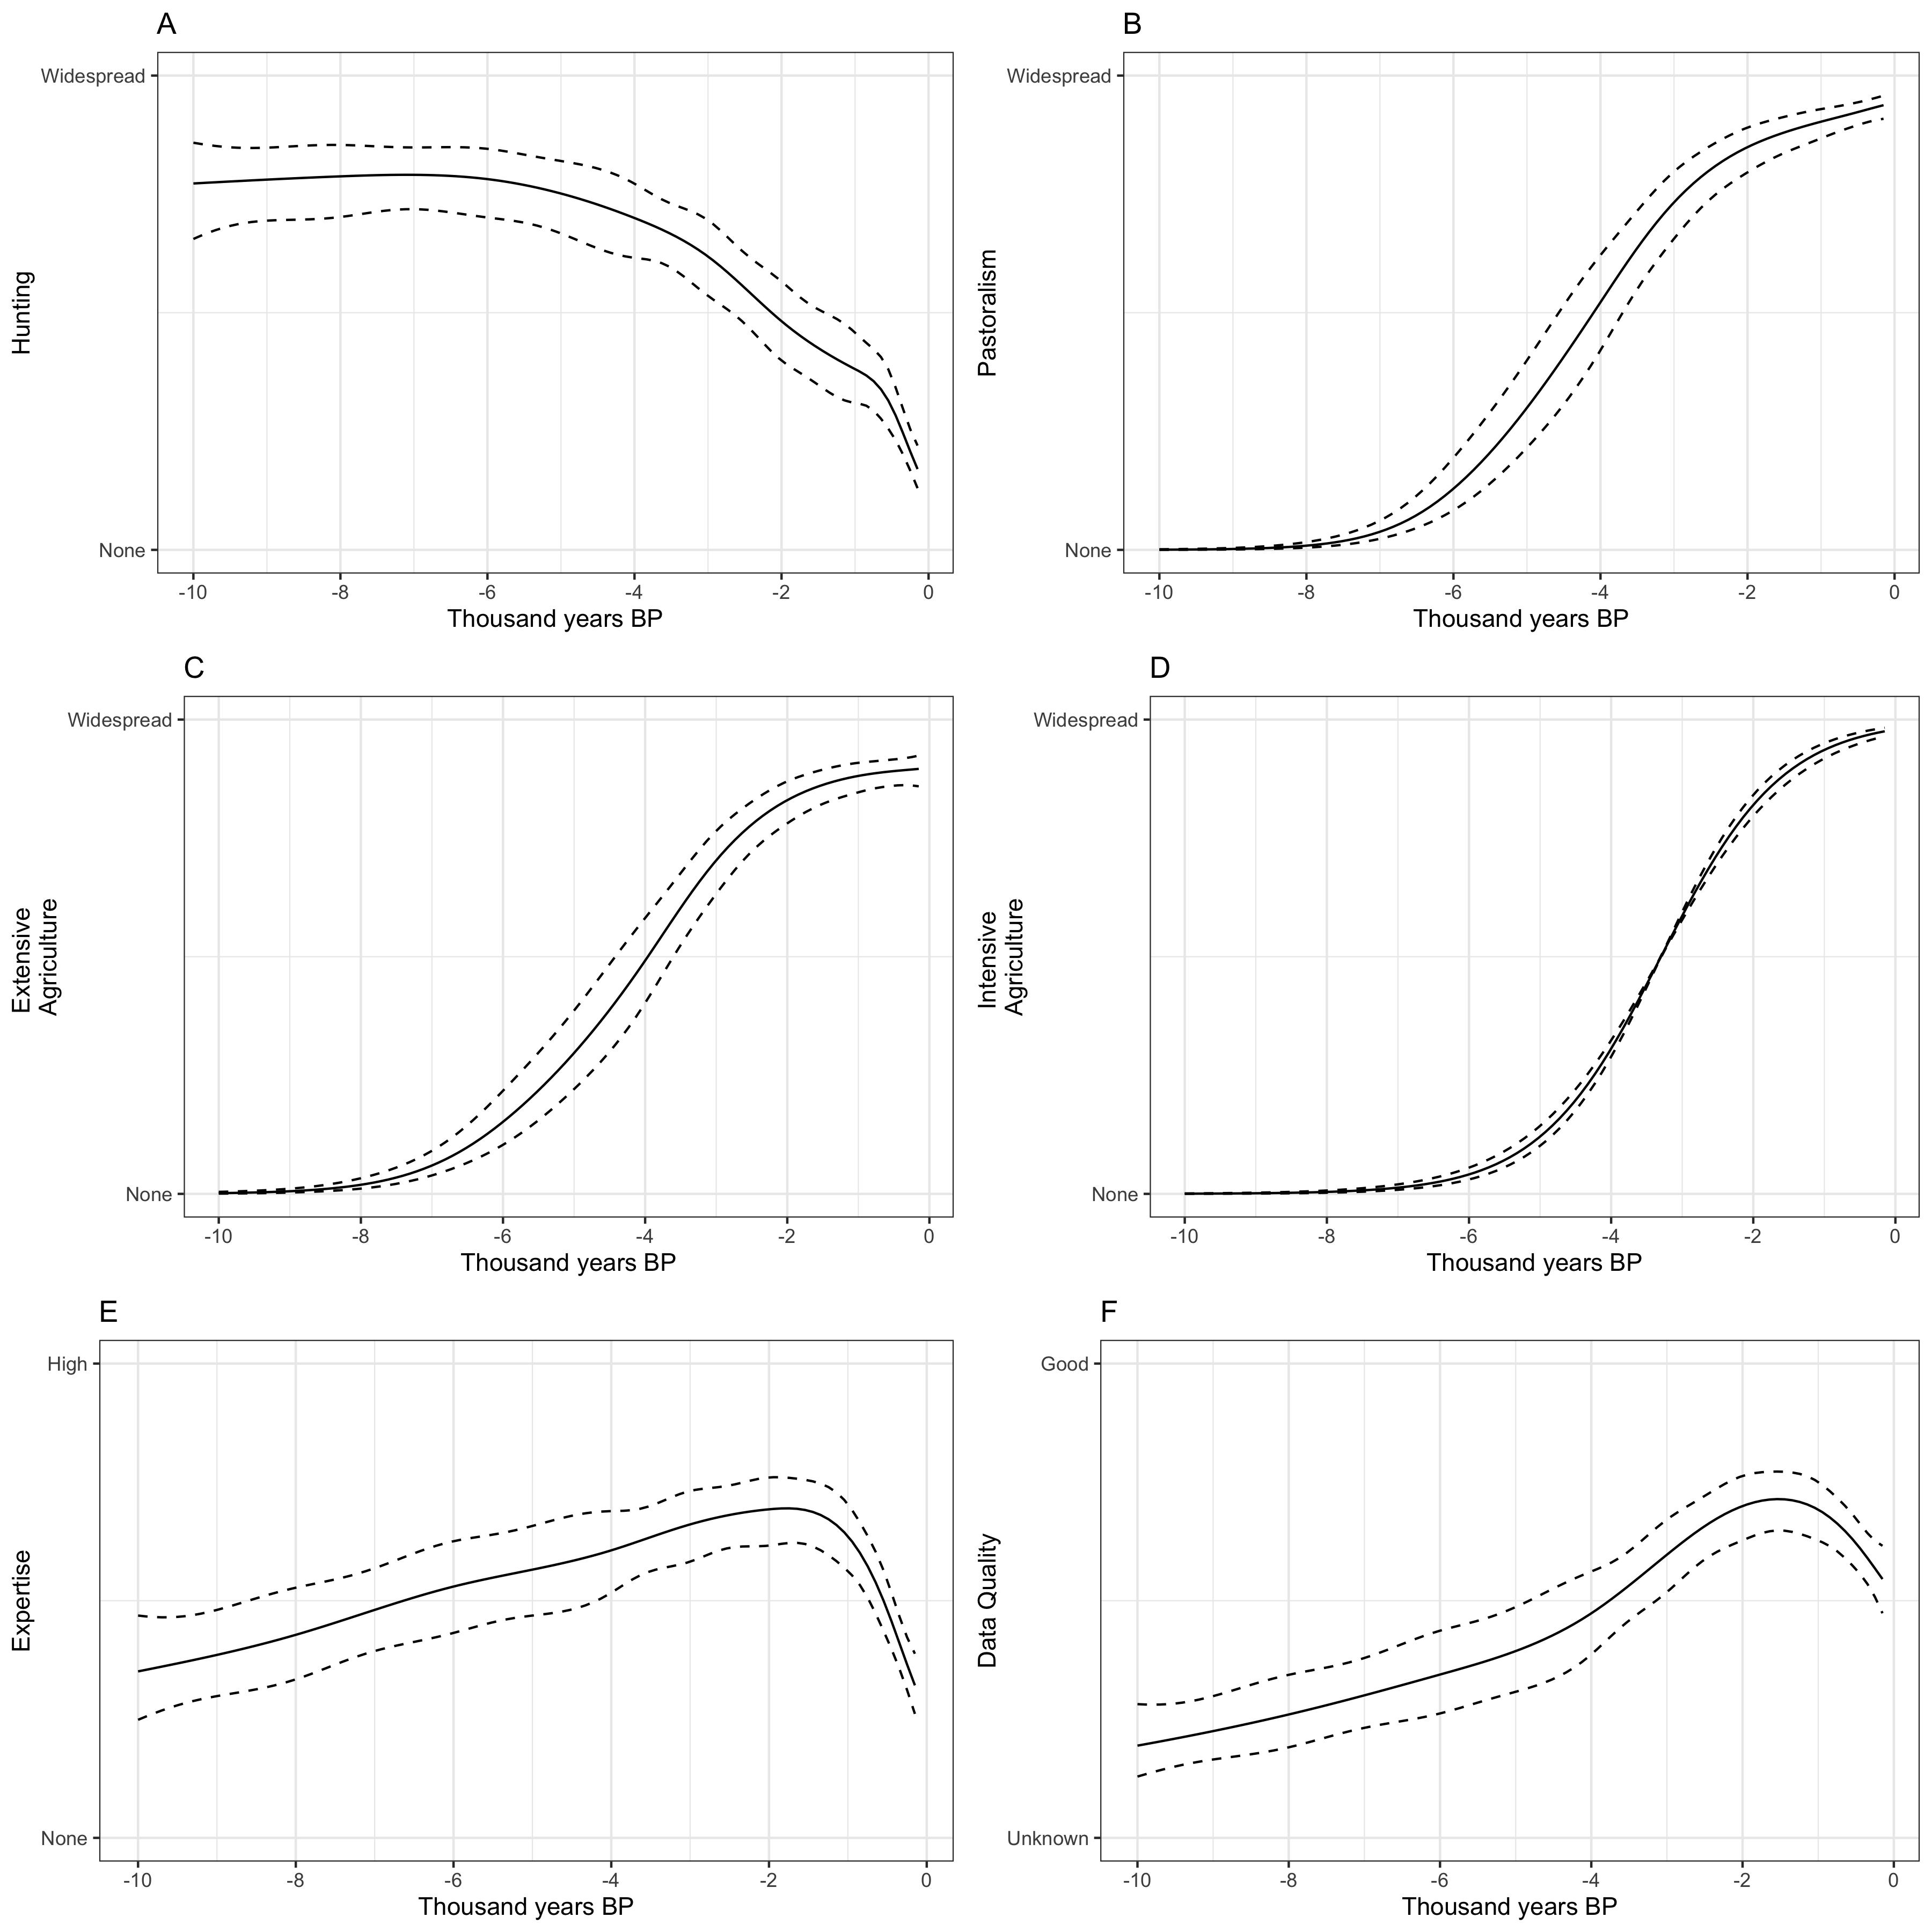 A
Widespread
Hunting
None
-10 -8 -6 -4 -2 0
Thousand years BP
B
Widespread
Pastoralism
None
-10 -8 -6 -4 -2 0
Thousand years BP
C
Widespread
Extensive
Agriculture
None
-10 -8 -6 -4 -2 0
Thousand years BP
D
Widespread
Intensive
Agriculture
None
-10 -8 -6 -4 -2 0
Thousand years BP
E
High
Expertise
None
-10 -8 -6 -4 -2 0
Thousand years BP
F
Good
Data Quality
Unknown
-10 -8 -6 -4 -2 0
Thousand years BP